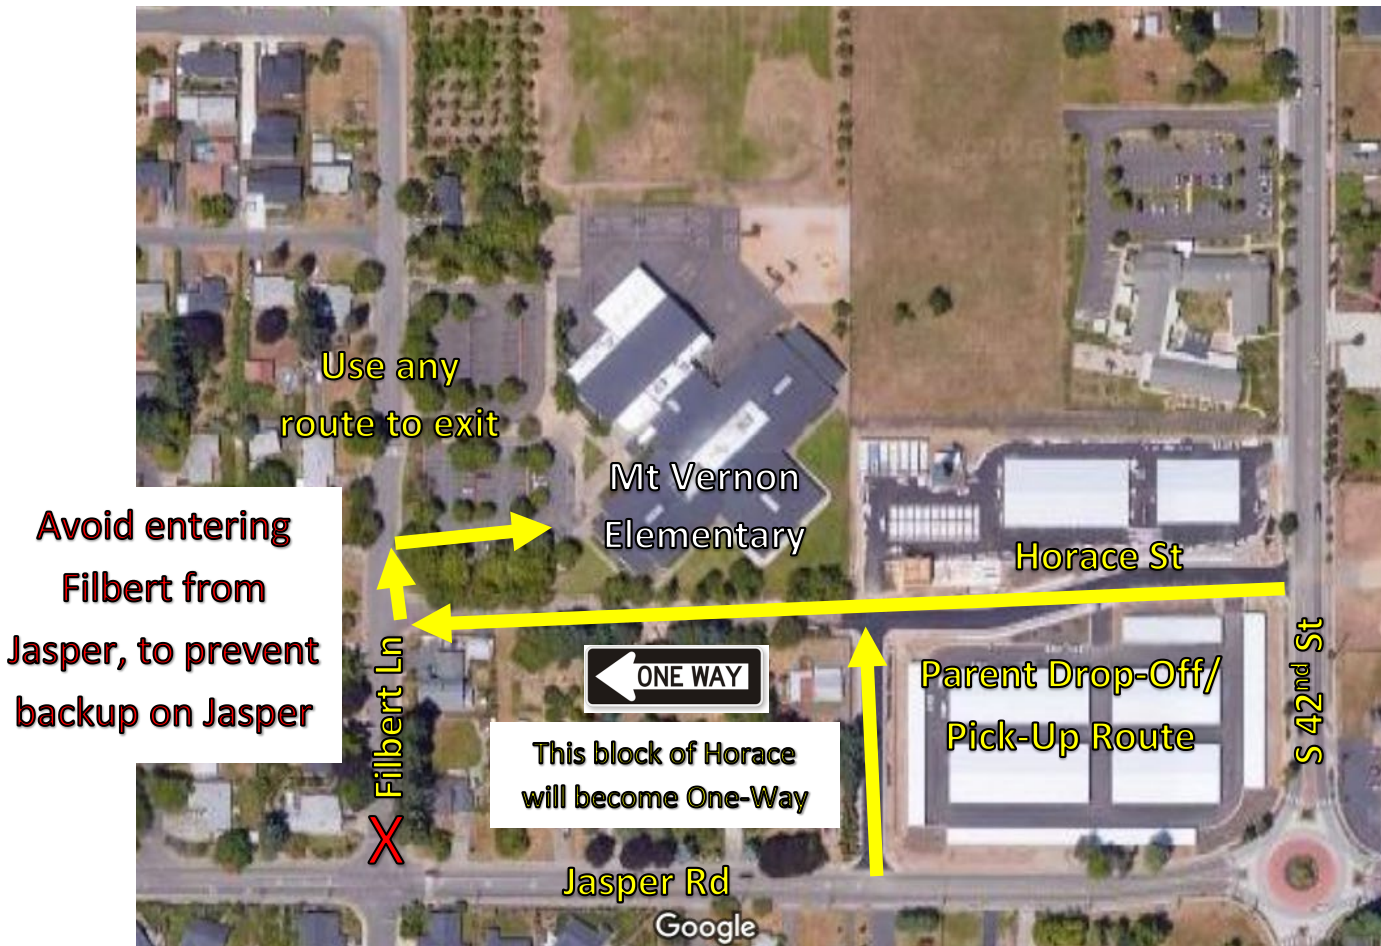 Use any
route to exit
Mt Vernon
Elementary
Avoid entering
Filbert from
Jasper, to prevent
backup on Jasper
Horace St
Filbert Ln
ONE WAY
Parent Drop-Off/
Pick-Up Route
S 42nd St
This block of Horace
will become One-Way
X
Jasper Rd
Google